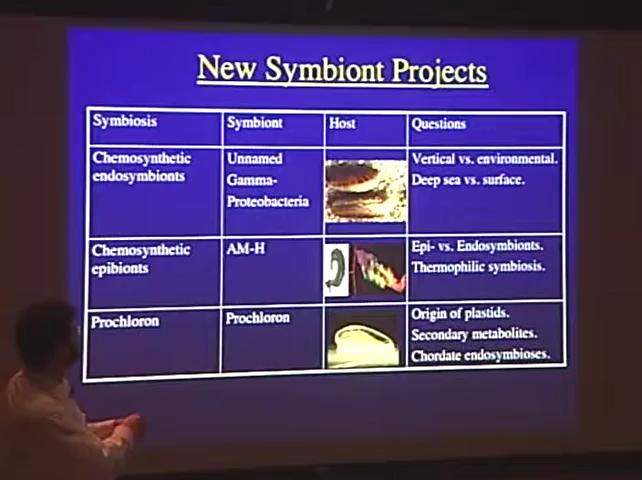 New Symbiont Projects
Symbiosis
Symbiont
Host
Questions
Chemosynthetic
endosymbionts
Unnamed
Gamma-
Proteobacteria
Vertical vs. environmental.
Deep sea vs. surface.
Chemosynthetic
epibionts
AM-H
Epi- vs. Endosymbionts.
Thermophilic symbiosis.
Prochloron
Prochloron
Origin of plastids.
Secondary metabolites.
Chordate endosymbioses.